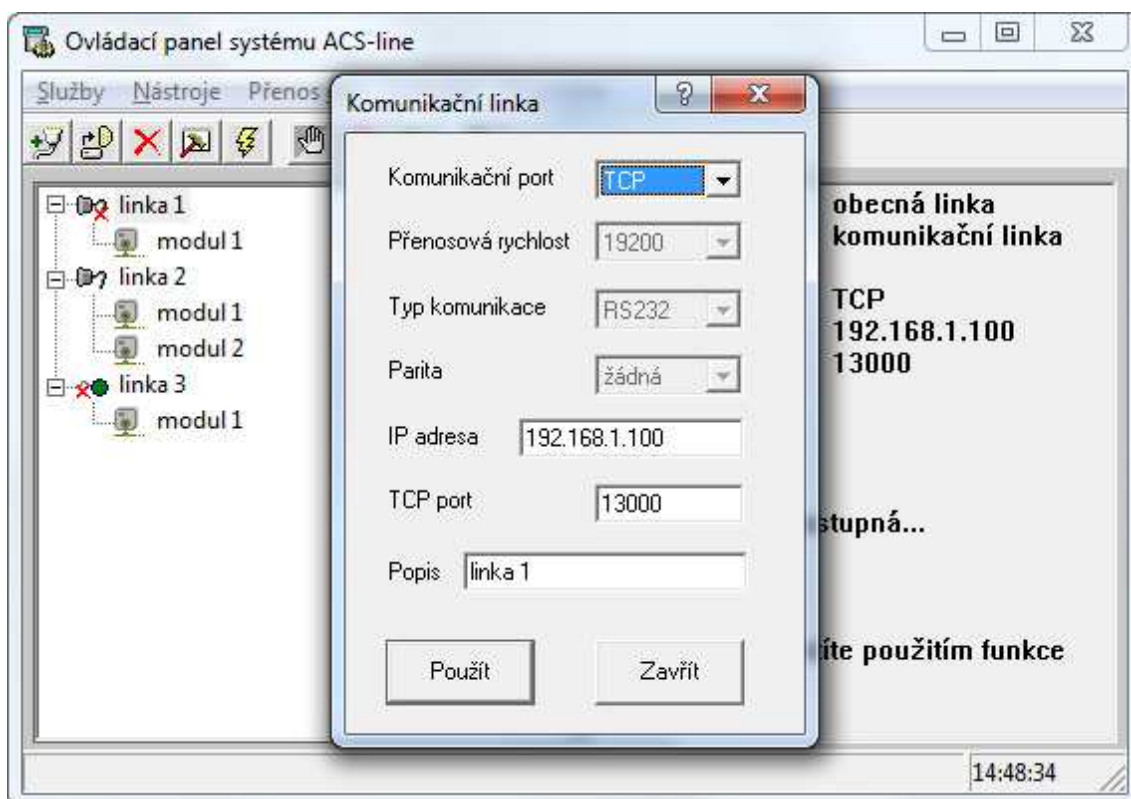 Ovládací panel systému ACS-line
Služby Nástroje Přenos
linka 1
modul 1
linka 2
modul 1
modul 2
linka 3
modul 1
Komunikační linka
Komunikační port TCP
Přenosová rychlost 19200
Typ komunikace RS232
Parita žádná
IP adresa 192.168.1.100
TCP port 13000
Popis linka 1
Použít Zavřít
obecná linka
komunikační linka
TCP
192.168.1.100
13000
použitím funkce
14:48:34